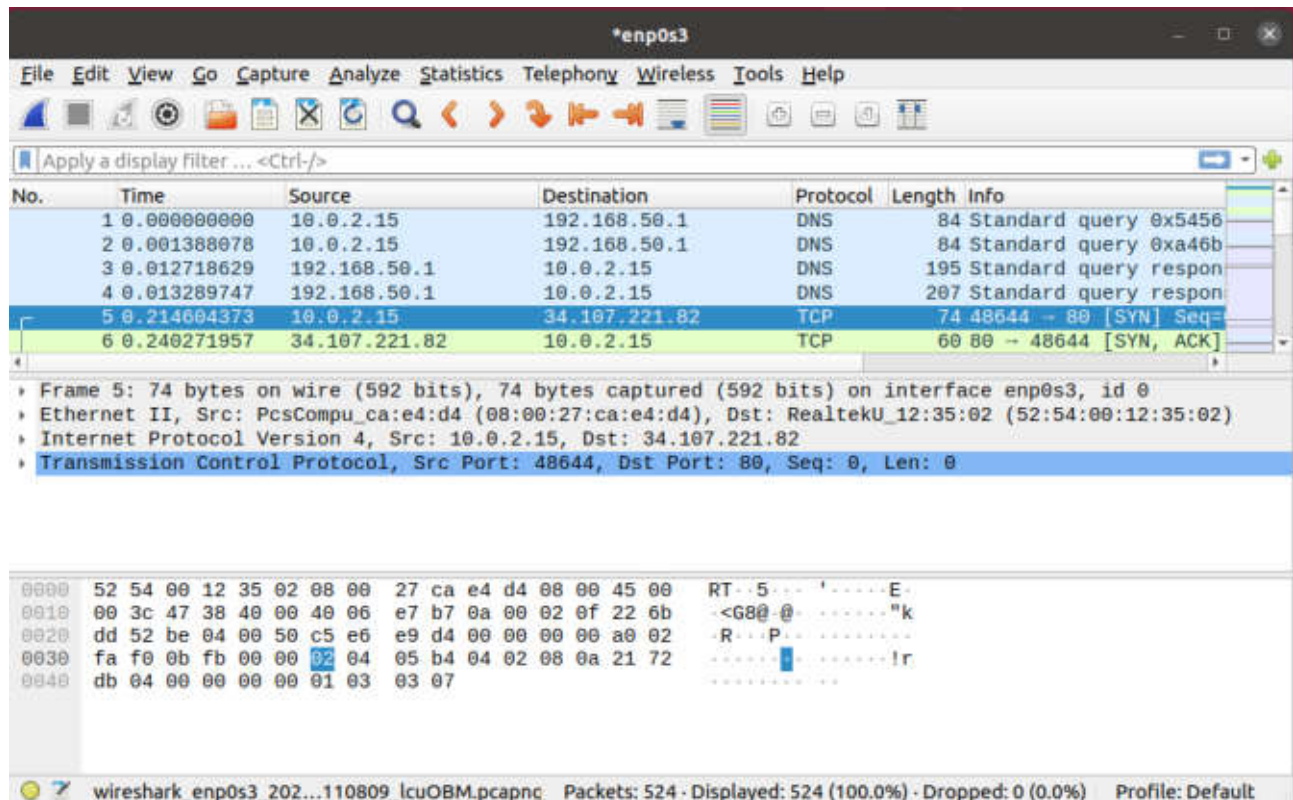 *enp0s3
File Edit View Go Capture Analyze Statistics Telephony Wireless Tools Help
Apply a display filter ... <Ctrl-/>
No. Time Source Destination Protocol Length Info
1 0.000000000 10.0.2.15 192.168.50.1 DNS 84 Standard query 0x5456
2 0.001388078 10.0.2.15 192.168.50.1 DNS 84 Standard query 0xa46b
3 0.012718629 192.168.50.1 10.0.2.15 DNS 195 Standard query respon
4 0.013289747 192.168.50.1 10.0.2.15 DNS 207 Standard query respon
5 0.214604373 10.0.2.15 34.107.221.82 TCP 74 48644 → 80 [SYN] Seq=
6 0.240271957 34.107.221.82 10.0.2.15 TCP 60 80 → 48644 [SYN, ACK]
Frame 5: 74 bytes on wire (592 bits), 74 bytes captured (592 bits) on interface enp0s3, id 0
Ethernet II, Src: PcsCompu_ca:e4:d4 (08:00:27:ca:e4:d4), Dst: RealtekU_12:35:02 (52:54:00:12:35:02)
Internet Protocol Version 4, Src: 10.0.2.15, Dst: 34.107.221.82
Transmission Control Protocol, Src Port: 48644, Dst Port: 80, Seq: 0, Len: 0
0000 52 54 00 12 35 02 08 00 27 ca e4 d4 08 00 45 00 RT··5··· '·····E·
0010 00 3c 47 38 40 00 40 06 e7 b7 0a 00 02 0f 22 6b ·<G8@·@· ······"k
0020 dd 52 be 04 00 50 c5 e6 e9 d4 00 00 00 00 a0 02 ·R···P·· ········
0030 fa f0 0b fb 00 00 02 04 05 b4 04 02 08 0a 21 72 ········ ······!r
0040 db 04 00 00 00 00 01 03 03 07 ········ ··
wireshark_enp0s3_202...110809_lcuOBM.pcapng Packets: 524 · Displayed: 524 (100.0%) · Dropped: 0 (0.0%) Profile: Default